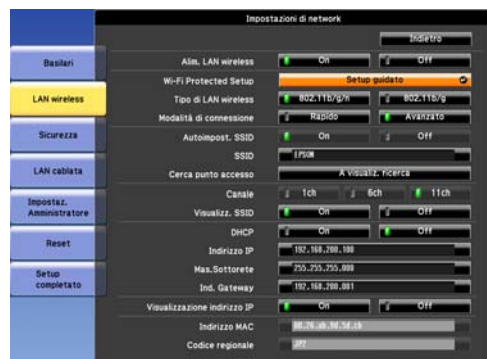 Impostazioni di network
Indietro
Basilari
LAN wireless
Sicurezza
LAN cablata
Impostaz.
Amministratore
Reset
Setup
completato
Alim. LAN wireless On Off
Wi-Fi Protected Setup Setup guidato
Tipo di LAN wireless 802.11b/g/n 802.11b/g
Modalità di connessione Rapido Avanzato
Autoimpost. SSID On Off
SSID EPSON
Cerca punto accesso A visualiz. ricerca
Canale 1ch 6ch 11ch
Visualizz. SSID On Off
DHCP On Off
Indirizzo IP 192.168.200.100
Mas.Sottorete 255.255.255.000
Ind. Gateway 192.168.200.001
Visualizzazione indirizzo IP On Off
Indirizzo MAC
Codice regionale JP2